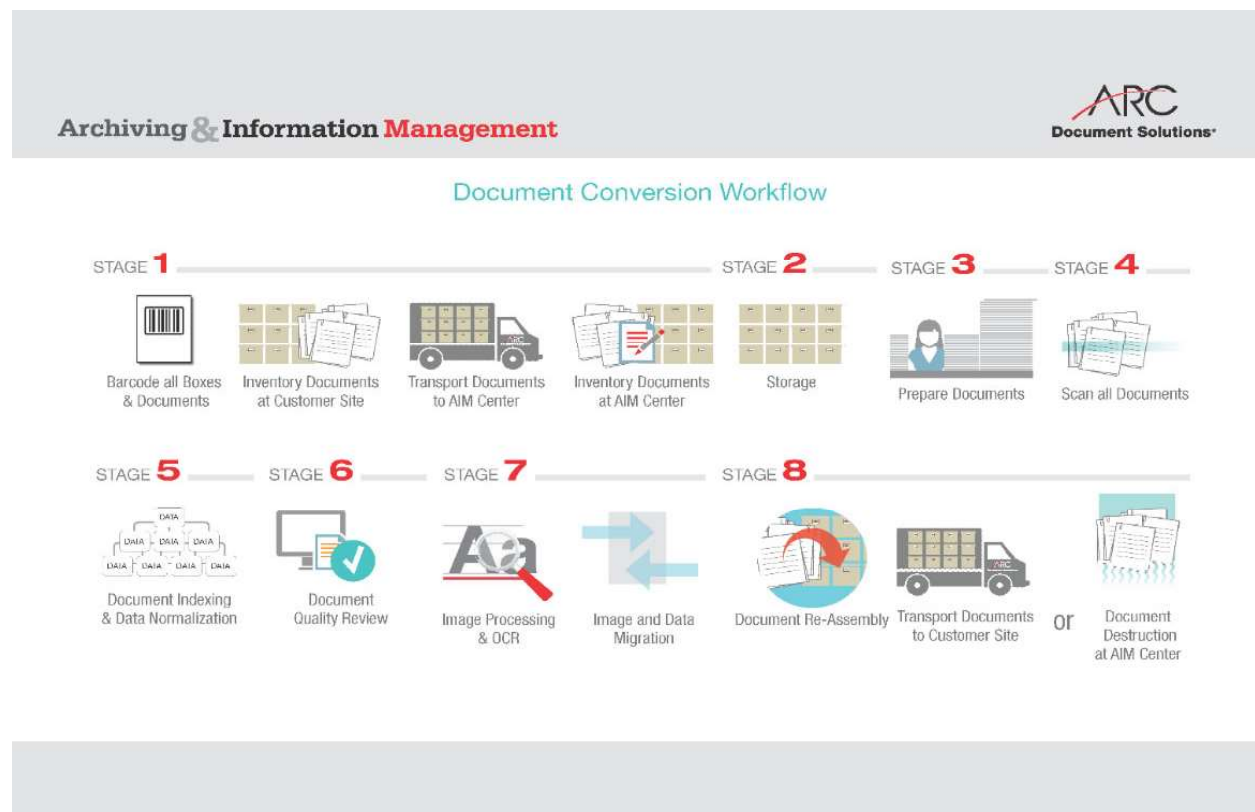 Archiving & Information Management
ARC
Document Solutions®
Document Conversion Workflow
STAGE 1
Barcode all Boxes
& Documents
Inventory Documents
at Customer Site
ARC
Transport Documents
to AIM Center
Inventory Documents
at AIM Center
STAGE 2
Storage
STAGE 3
Prepare Documents
STAGE 4
Scan all Documents
STAGE 5
DATA
DATA DATA DATA
DATA DATA DATA DATA
Document Indexing
& Data Normalization
STAGE 6
Document
Quality Review
STAGE 7
Aa
Image Processing
& OCR
Image and Data
Migration
STAGE 8
Document Re-Assembly
ARC
Transport Documents
to Customer Site
or
Document
Destruction
at AIM Center